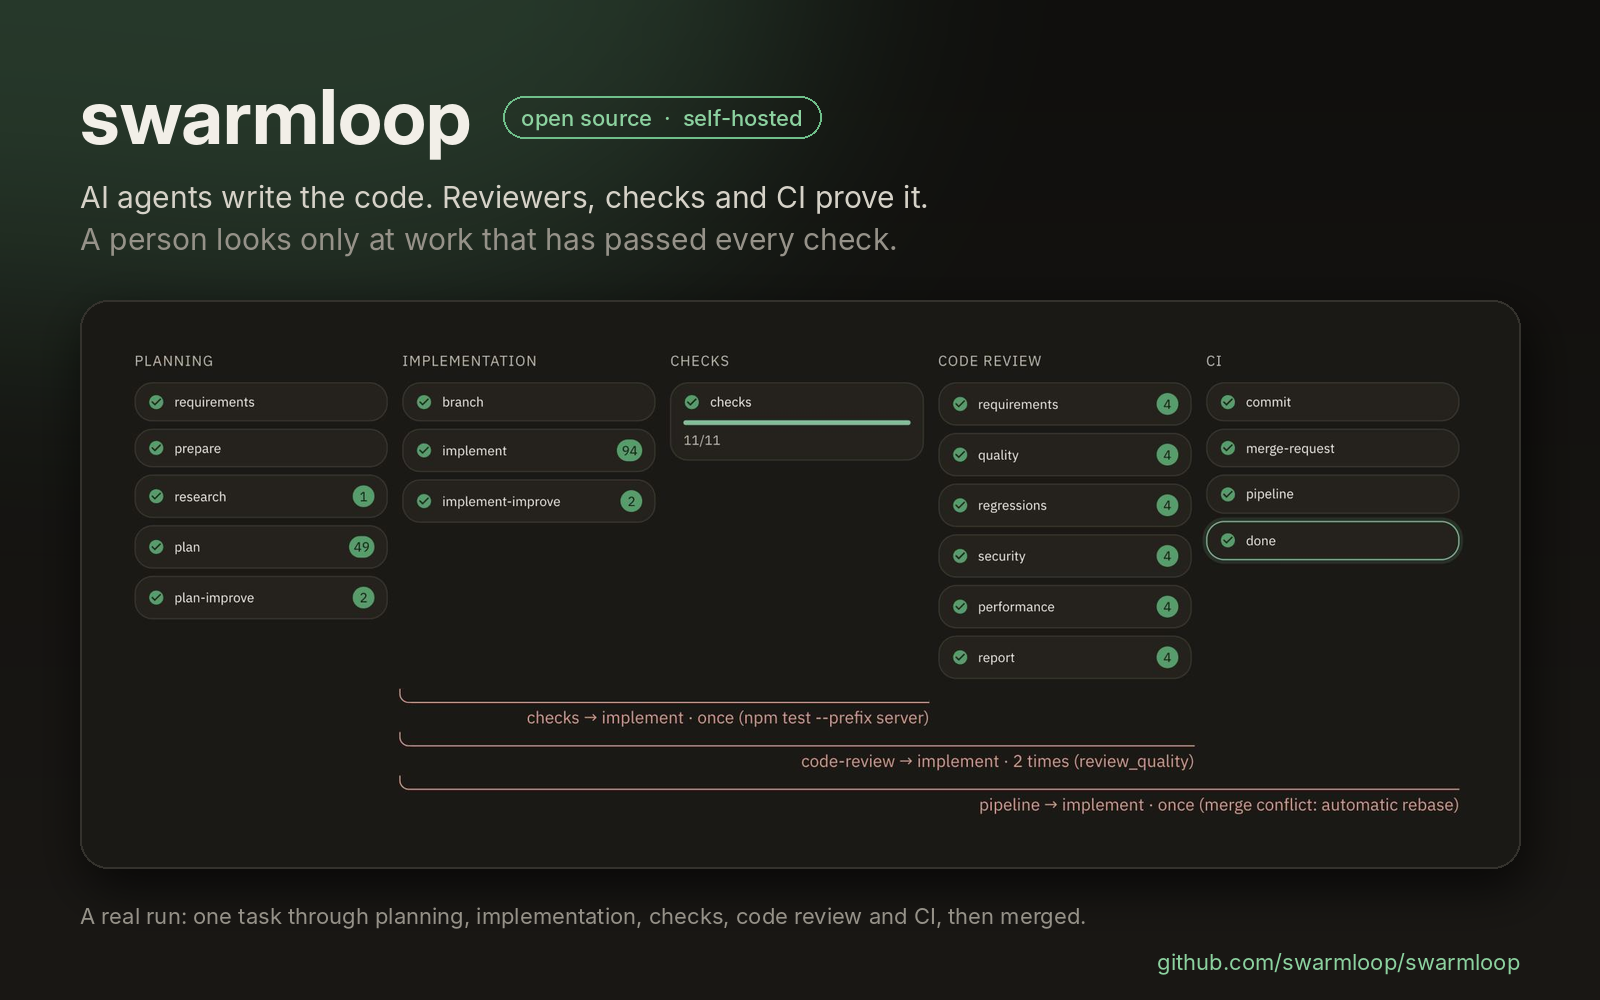 swarmloop
open source · self-hosted
AI agents write the code. Reviewers, checks and CI prove it.
A person looks only at work that has passed every check.
PLANNING
requirements
prepare
research 1
plan 49
plan-improve 2
IMPLEMENTATION
branch
implement 94
implement-improve 2
CHECKS
checks
11/11
CODE REVIEW
requirements 4
quality 4
regressions 4
security 4
performance 4
report 4
CI
commit
merge-request
pipeline
done
checks → implement · once (npm test --prefix server)
code-review → implement · 2 times (review_quality)
pipeline → implement · once (merge conflict: automatic rebase)
A real run: one task through planning, implementation, checks, code review and CI, then merged.
github.com/swarmloop/swarmloop